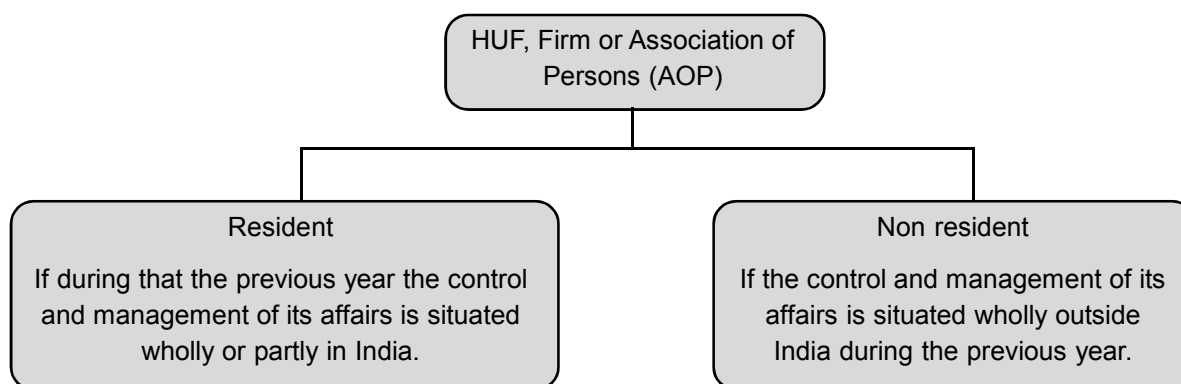 HUF, Firm or Association of
Persons (AOP)
Resident
If during that the previous year the control
and management of its affairs is situated
wholly or partly in India.
Non resident
If the control and management of its
affairs is situated wholly outside
India during the previous year.